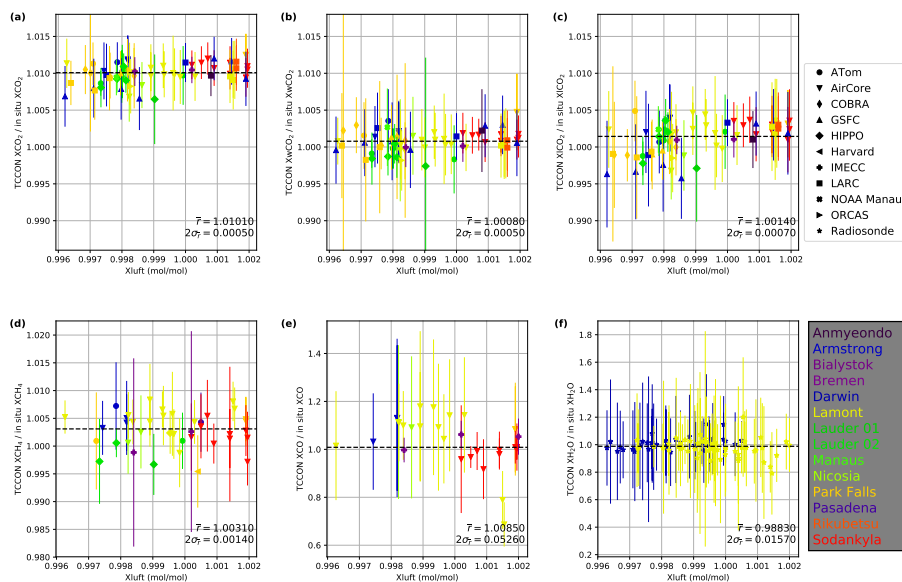 (a)
(b)
(c)
TCCON XCO₂ / in situ XCO₂
1.015
1.010
1.005
1.000
0.995
0.990
r̅ = 1.01010
2σr̅ = 0.00050
0.996 0.997 0.998 0.999 1.000 1.001 1.002
Xluft (mol/mol)
TCCON XwCO₂ / in situ XwCO₂
1.015
1.010
1.005
1.000
0.995
0.990
r̅ = 1.00080
2σr̅ = 0.00050
0.996 0.997 0.998 0.999 1.000 1.001 1.002
Xluft (mol/mol)
TCCON XlCO₂ / in situ XlCO₂
1.015
1.010
1.005
1.000
0.995
0.990
r̅ = 1.00140
2σr̅ = 0.00070
0.996 0.997 0.998 0.999 1.000 1.001 1.002
Xluft (mol/mol)
ATom
AirCore
COBRA
GSFC
HIPPO
Harvard
IMECC
LARC
NOAA Manau
ORCAS
Radiosonde
(d)
(e)
(f)
TCCON XCH₄ / in situ XCH₄
1.020
1.015
1.010
1.005
1.000
0.995
0.990
0.985
0.980
r̅ = 1.00310
2σr̅ = 0.00140
0.996 0.997 0.998 0.999 1.000 1.001 1.002
Xluft (mol/mol)
TCCON XCO / in situ XCO
1.4
1.2
1.0
0.8
0.6
r̅ = 1.00850
2σr̅ = 0.05260
0.996 0.997 0.998 0.999 1.000 1.001 1.002
Xluft (mol/mol)
TCCON XH₂O / in situ XH₂O
1.8
1.6
1.4
1.2
1.0
0.8
0.6
0.4
0.2
r̅ = 0.98830
2σr̅ = 0.01570
0.996 0.997 0.998 0.999 1.000 1.001 1.002
Xluft (mol/mol)
Anmyeondo
Armstrong
Bialystok
Bremen
Darwin
Lamont
Lauder 01
Lauder 02
Manaus
Nicosia
Park Falls
Pasadena
Rikubetsu
Sodankyla